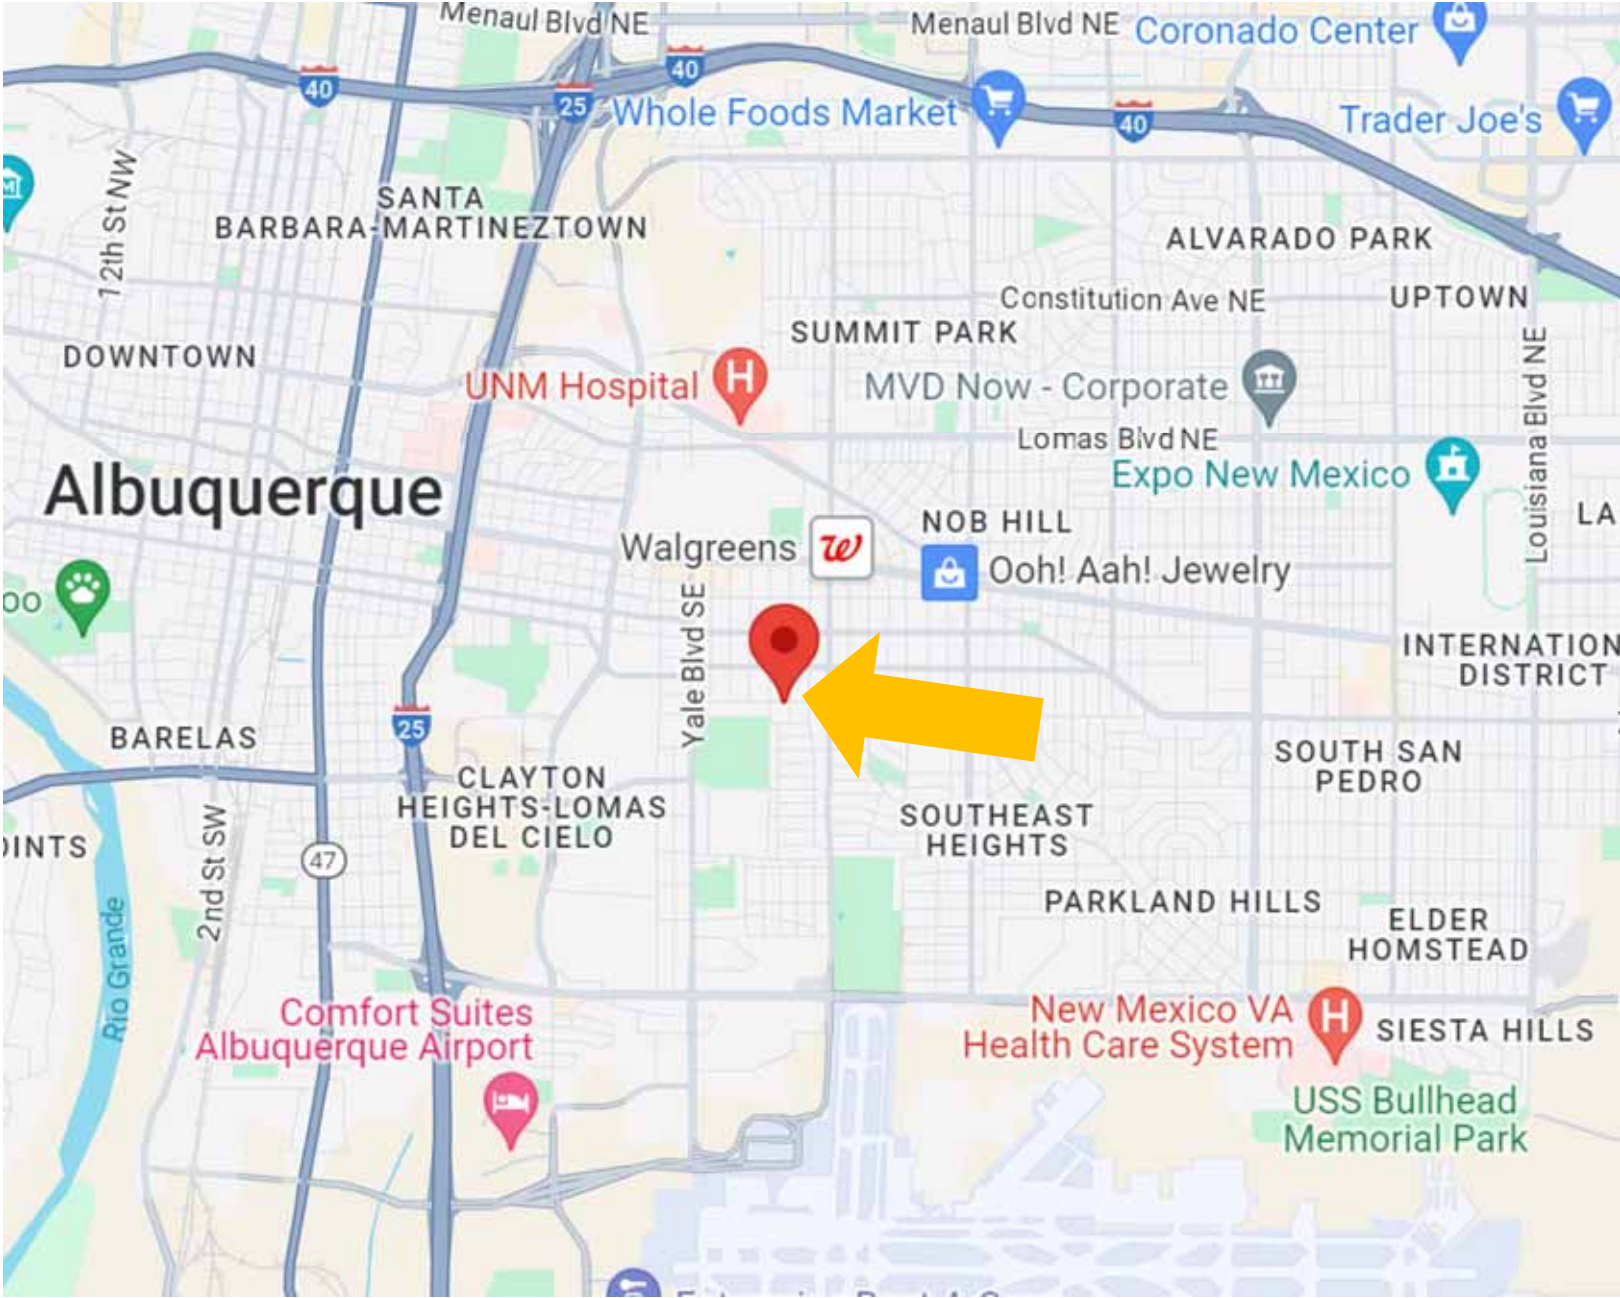 Menaul Blvd NE
Menaul Blvd NE
Coronado Center
40
40
25
Whole Foods Market
40
Trader Joe's
12th St NW
SANTA
BARBARA-MARTINEZTOWN
ALVARADO PARK
Constitution Ave NE
UPTOWN
SUMMIT PARK
DOWNTOWN
UNM Hospital
H
MVD Now - Corporate
Louisiana Blvd NE
Lomas Blvd NE
Expo New Mexico
Albuquerque
NOB HILL
LA
Walgreens
W
Ooh! Aah! Jewelry
oo
Yale Blvd SE
INTERNATION
DISTRICT
25
BARELAS
SOUTH SAN
PEDRO
CLAYTON
HEIGHTS-LOMAS
DEL CIELO
SOUTHEAST
HEIGHTS
OINTS
2nd St SW
47
PARKLAND HILLS
ELDER
HOMSTEAD
Rio Grande
Comfort Suites
Albuquerque Airport
New Mexico VA
Health Care System
H
SIESTA HILLS
USS Bullhead
Memorial Park